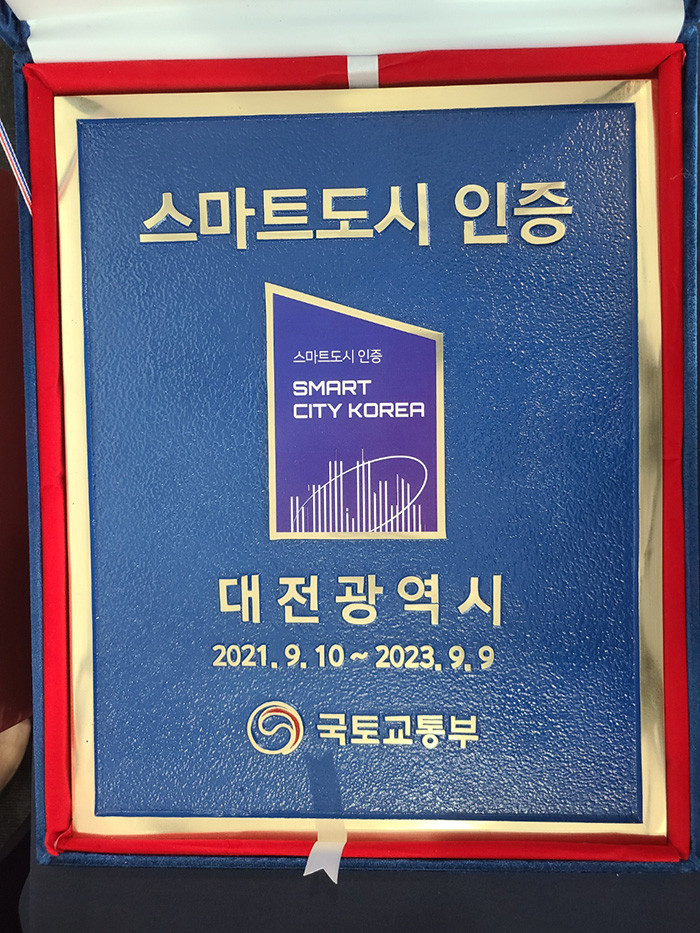 스마트도시 인증
스마트도시 인증
SMART
CITY KOREA
대전광역시
2021. 9. 10 ~ 2023. 9. 9
국토교통부